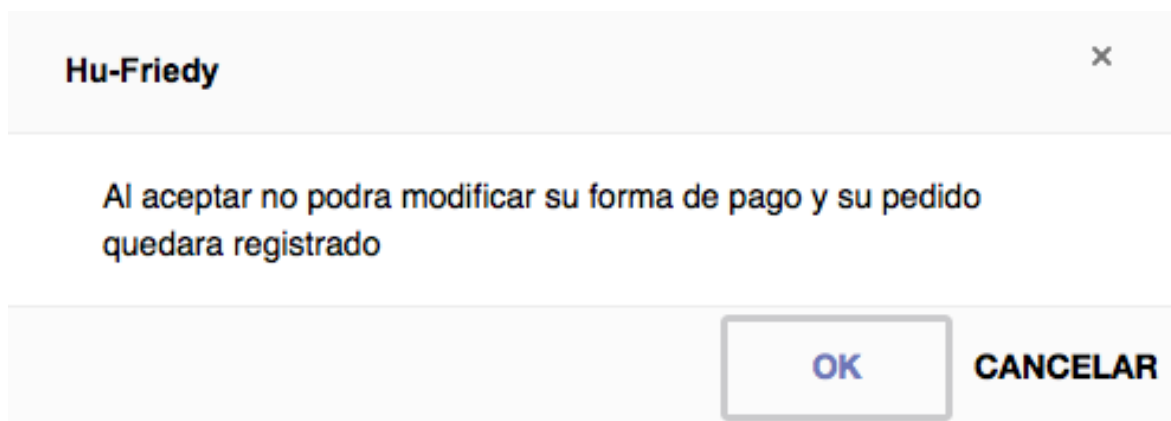 Hu-Friedy ×
Al aceptar no podra modificar su forma de pago y su pedido
quedara registrado
OK CANCELAR